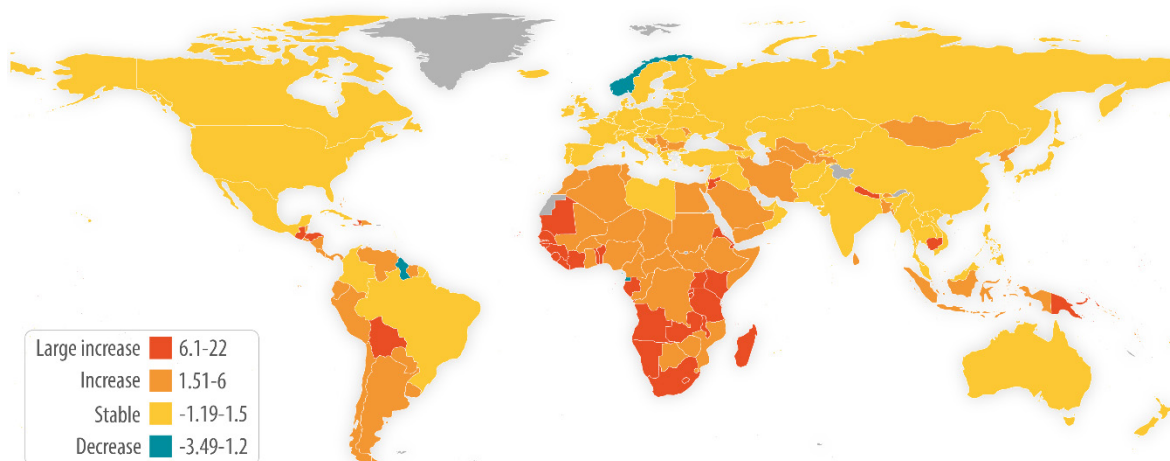 Large increase 6.1-22
Increase 1.51-6
Stable -1.19-1.5
Decrease -3.49-1.2